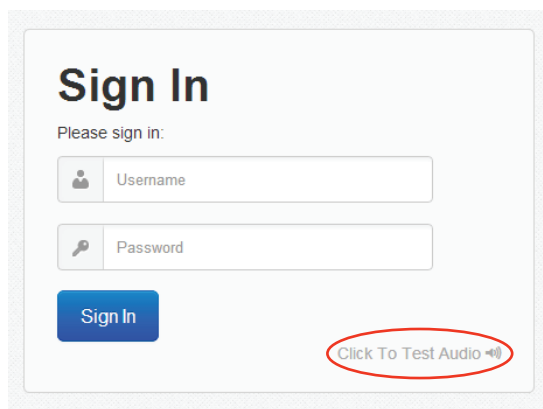 Sign In
Please sign in:
Username
Password
Sign In
Click To Test Audio